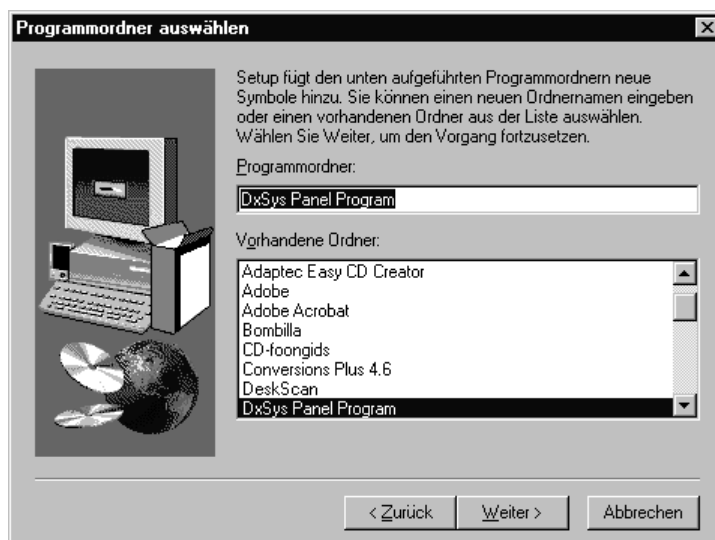 Programmordner auswählen
Setup fügt den unten aufgeführten Programmordnern neue
Symbole hinzu. Sie können einen neuen Ordnernamen eingeben
oder einen vorhandenen Ordner aus der Liste auswählen.
Wählen Sie Weiter, um den Vorgang fortzusetzen.
Programmordner:
DxSys Panel Program
Vorhandene Ordner:
Adaptec Easy CD Creator
Adobe
Adobe Acrobat
Bombilla
CD-foongids
Conversions Plus 4.6
DeskScan
DxSys Panel Program
< Zurück
Weiter >
Abbrechen